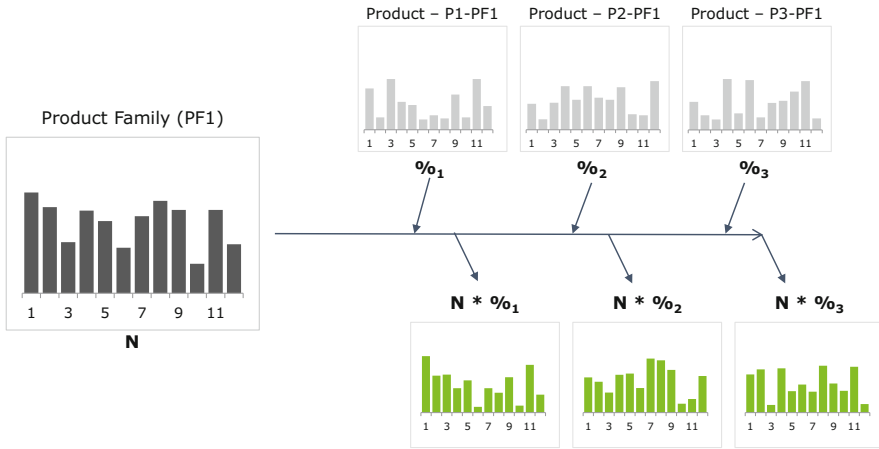 Product – P1-PF1 Product – P2-PF1 Product – P3-PF1
1 3 5 7 9 11 1 3 5 7 9 11 1 3 5 7 9 11
%₁ %₂ %₃
Product Family (PF1)
1 3 5 7 9 11
N
N * %₁ N * %₂ N * %₃
1 3 5 7 9 11 1 3 5 7 9 11 1 3 5 7 9 11